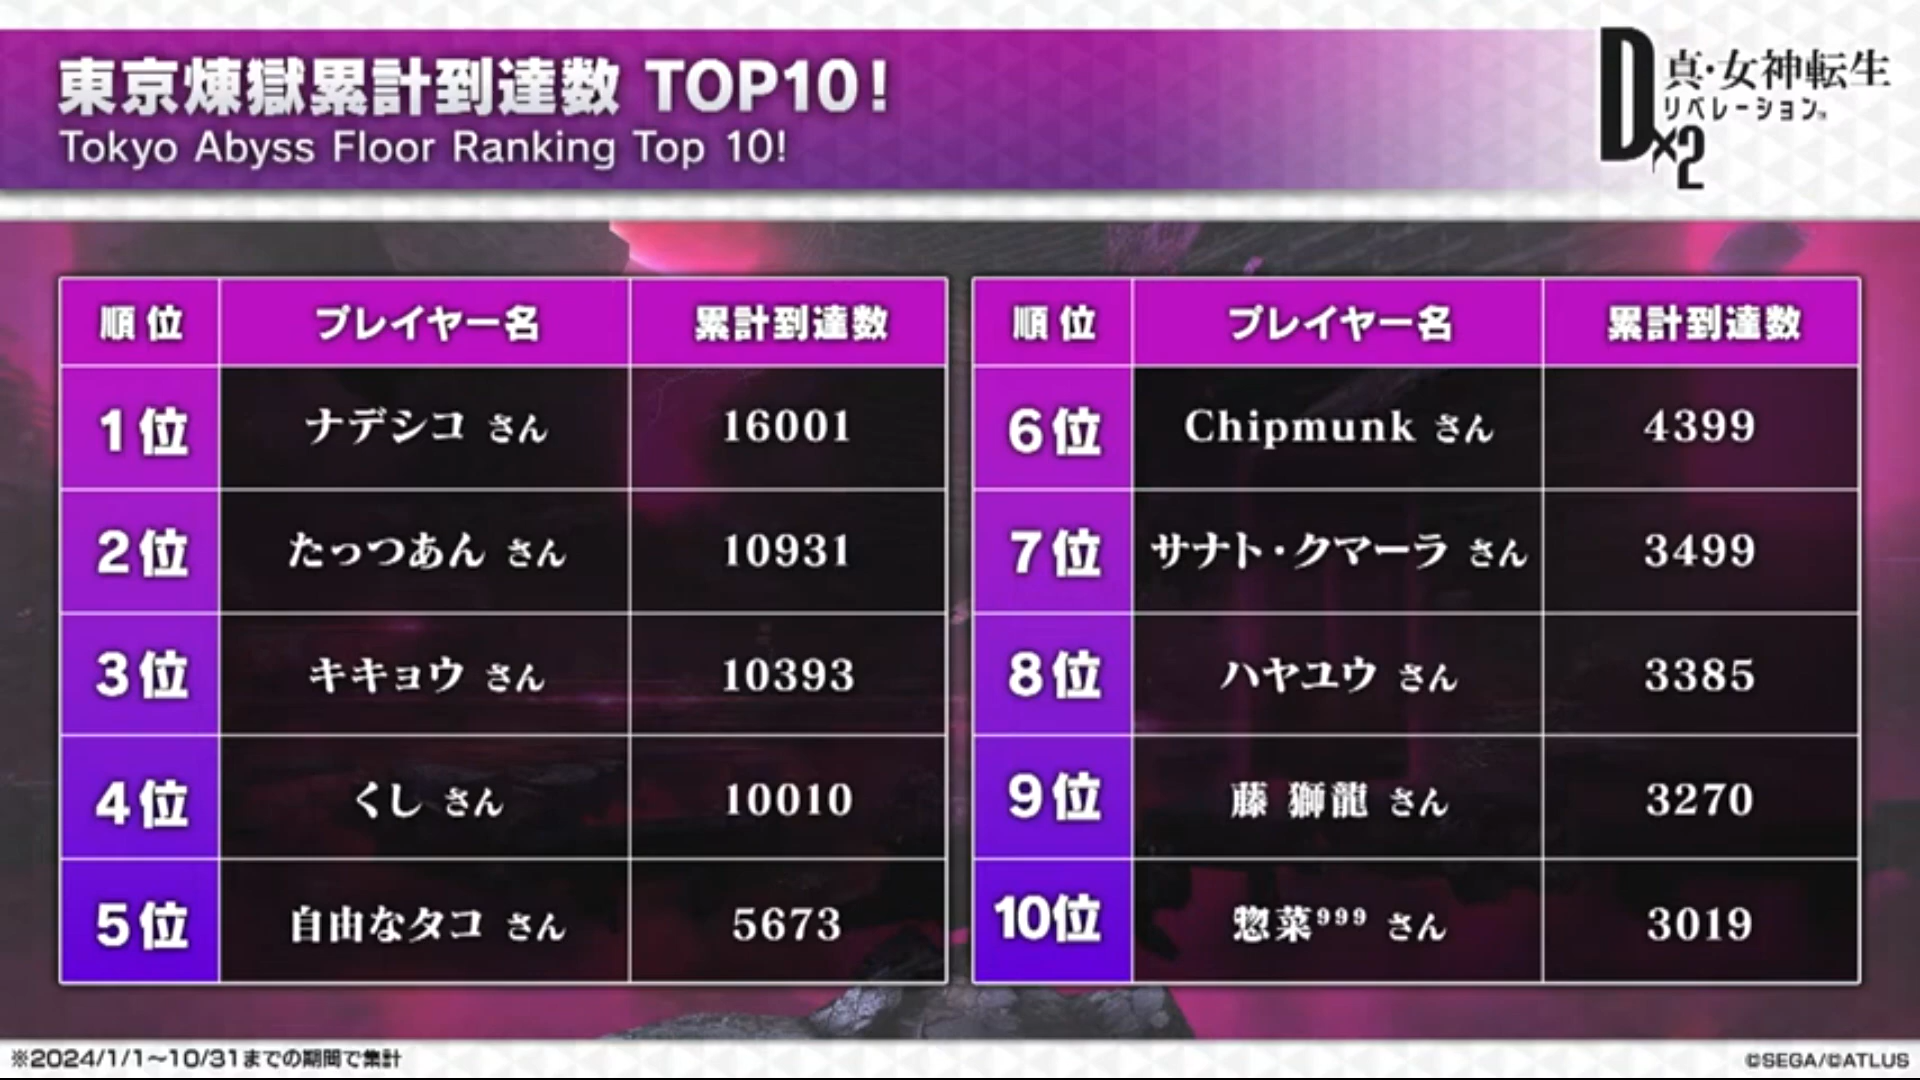 東京煉獄累計到達数 TOP10!
Tokyo Abyss Floor Ranking Top 10!
D×2 真・女神転生
リベレーション™
順位 プレイヤー名 累計到達数
1位 ナデシコ さん 16001
2位 たっつあん さん 10931
3位 キキョウ さん 10393
4位 くし さん 10010
5位 自由なタコ さん 5673
順位 プレイヤー名 累計到達数
6位 Chipmunk さん 4399
7位 サナト・クマーラ さん 3499
8位 ハヤユウ さん 3385
9位 藤 獅龍 さん 3270
10位 惣菜⁹⁹⁹ さん 3019
※2024/1/1~10/31までの期間で集計
©SEGA/©ATLUS